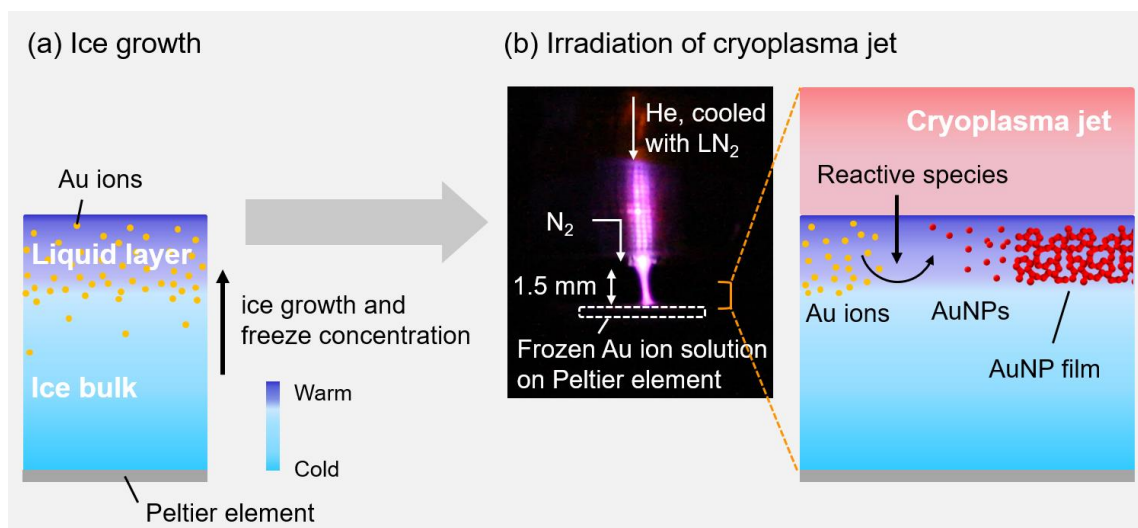 (a) Ice growth
Au ions
Liquid layer
ice growth and
freeze concentration
Ice bulk
Warm
Cold
Peltier element
(b) Irradiation of cryoplasma jet
He, cooled
with LN₂
N₂
1.5 mm
Frozen Au ion solution
on Peltier element
Cryoplasma jet
Reactive species
Au ions
AuNPs
AuNP film